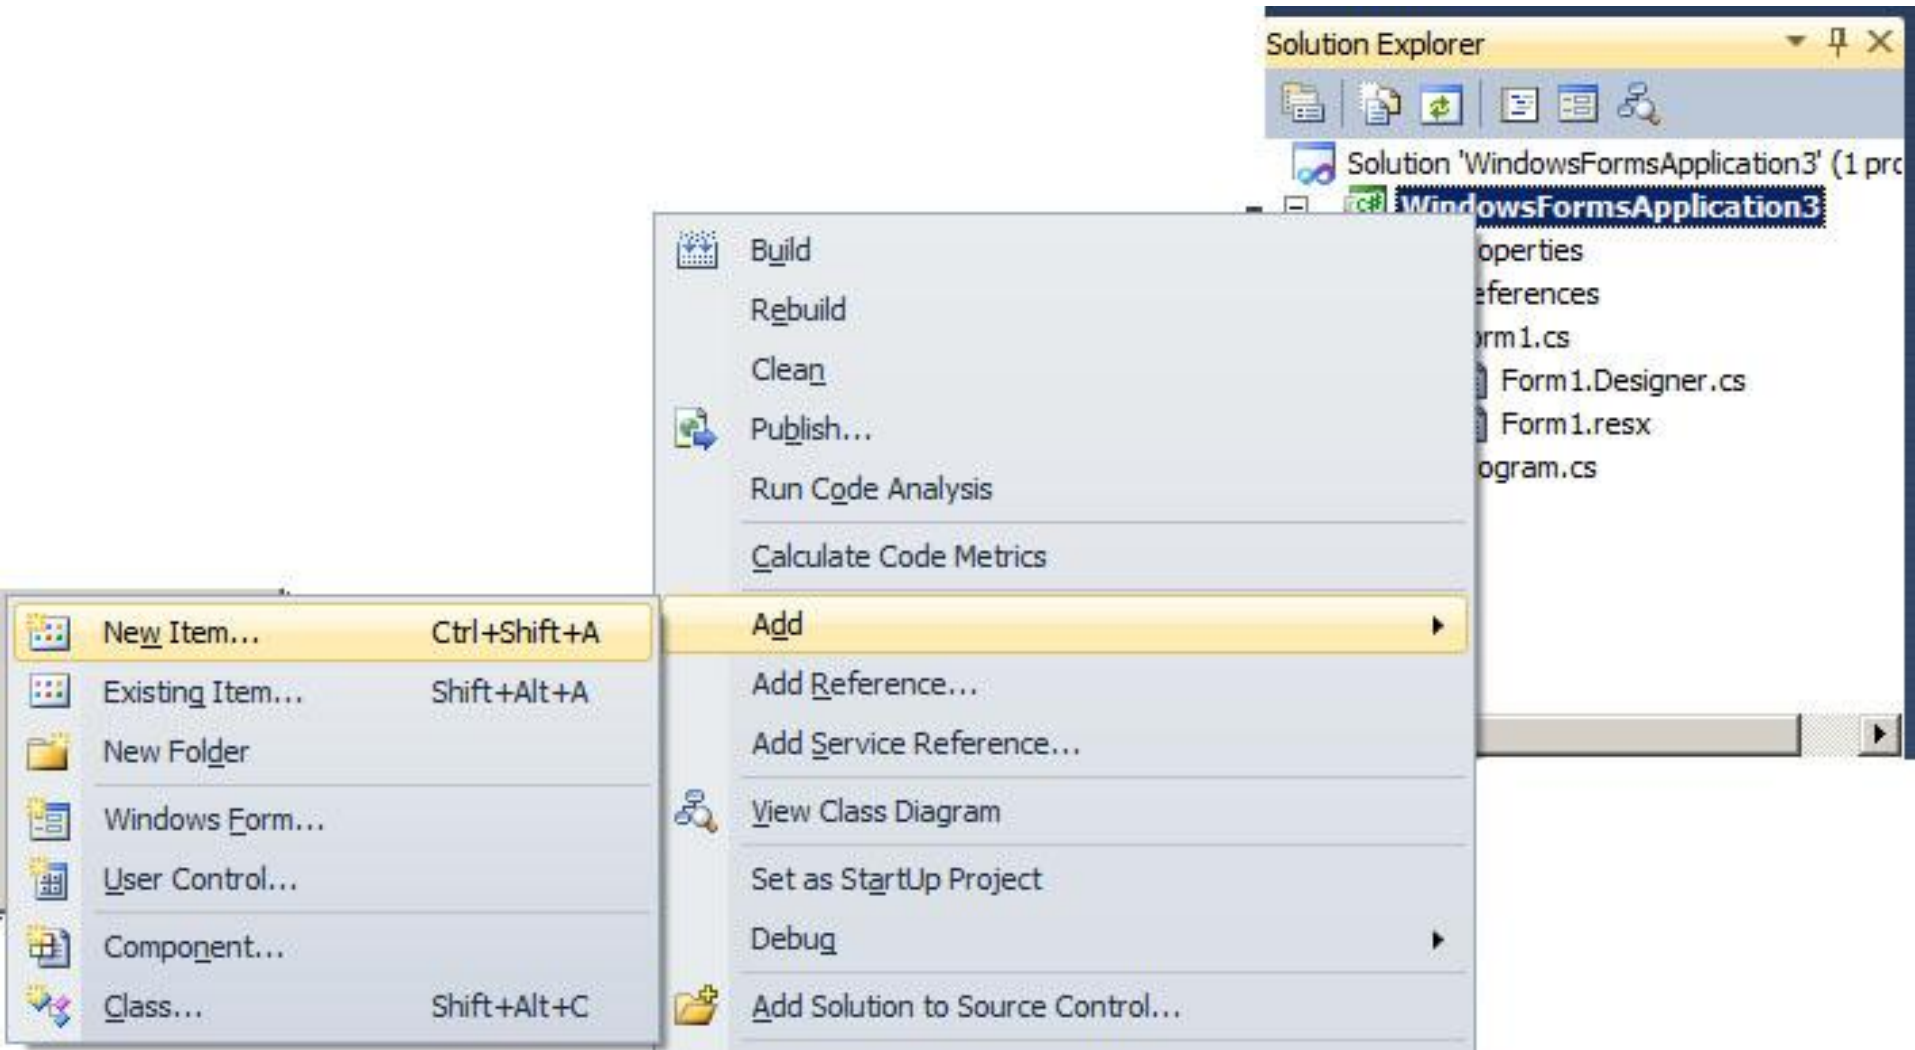 Solution Explorer
Solution 'WindowsFormsApplication3' (1 pro
WindowsFormsApplication3
operties
eferences
orm1.cs
Form1.Designer.cs
Form1.resx
ogram.cs
Build
Rebuild
Clean
Publish...
Run Code Analysis
Calculate Code Metrics
Add
Add Reference...
Add Service Reference...
View Class Diagram
Set as StartUp Project
Debug
Add Solution to Source Control...
New Item... Ctrl+Shift+A
Existing Item... Shift+Alt+A
New Folder
Windows Form...
User Control...
Component...
Class... Shift+Alt+C